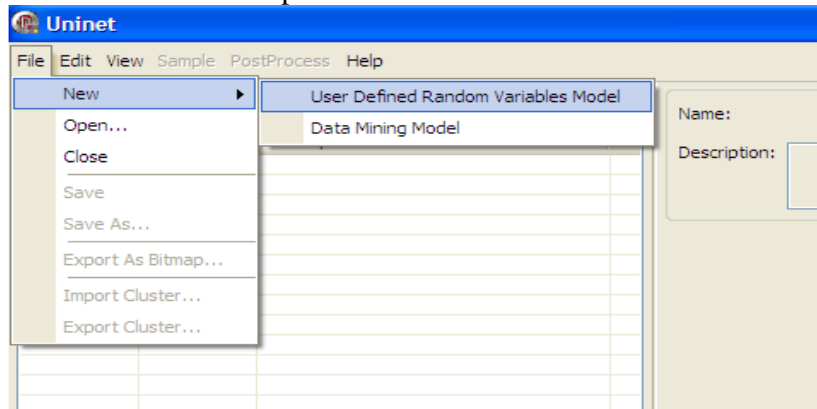 Uninet
File Edit View Sample PostProcess Help
New User Defined Random Variables Model
Open... Data Mining Model
Close
Save
Save As...
Export As Bitmap...
Import Cluster...
Export Cluster...
Name:
Description: